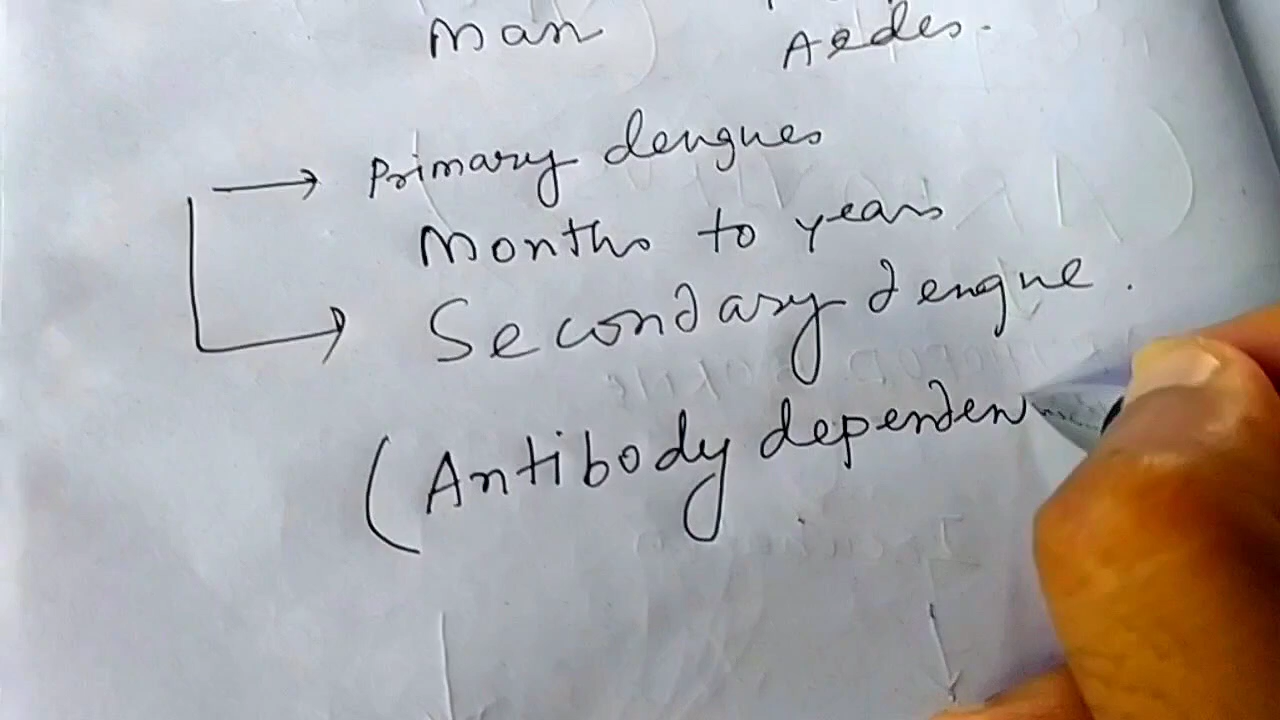 Man Aedes.
Primary dengues
Months to years
Secondary dengue.
(Antibody dependen